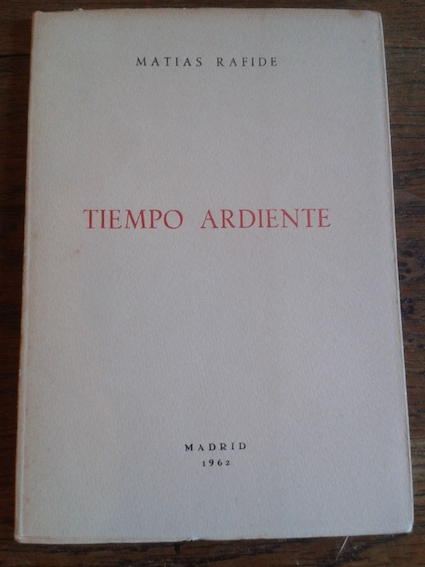 MATIAS RAFIDE
TIEMPO ARDIENTE
MADRID
1962